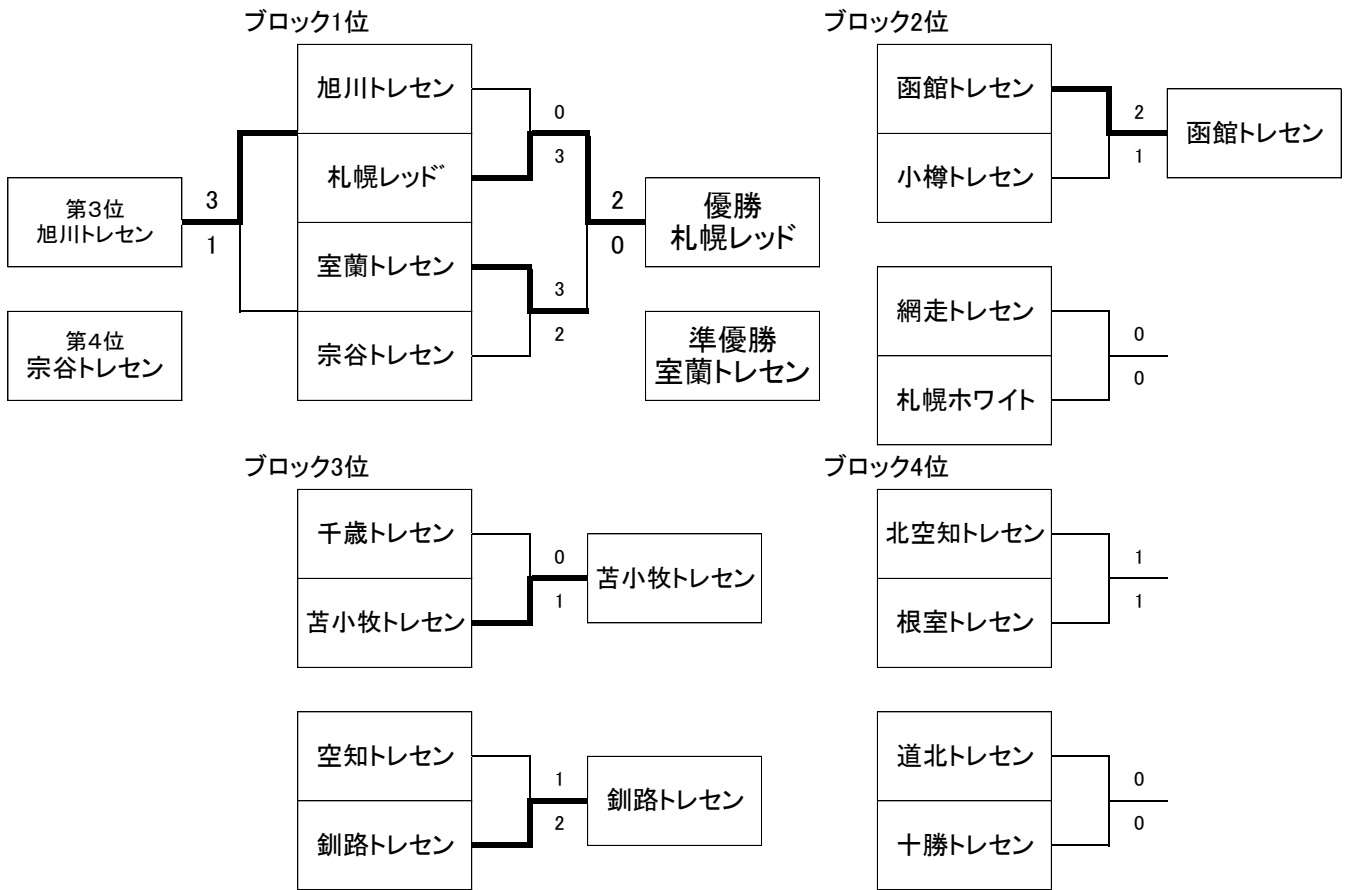 ブロック1位
旭川トレセン
札幌レッド
室蘭トレセン
宗谷トレセン
0
3
3
2
2
0
優勝
札幌レッド
準優勝
室蘭トレセン
3
1
第3位
旭川トレセン
第4位
宗谷トレセン
ブロック2位
函館トレセン
小樽トレセン
2
1
函館トレセン
網走トレセン
札幌ホワイト
0
0
ブロック3位
千歳トレセン
苫小牧トレセン
0
1
苫小牧トレセン
空知トレセン
釧路トレセン
1
2
釧路トレセン
ブロック4位
北空知トレセン
根室トレセン
1
1
道北トレセン
十勝トレセン
0
0